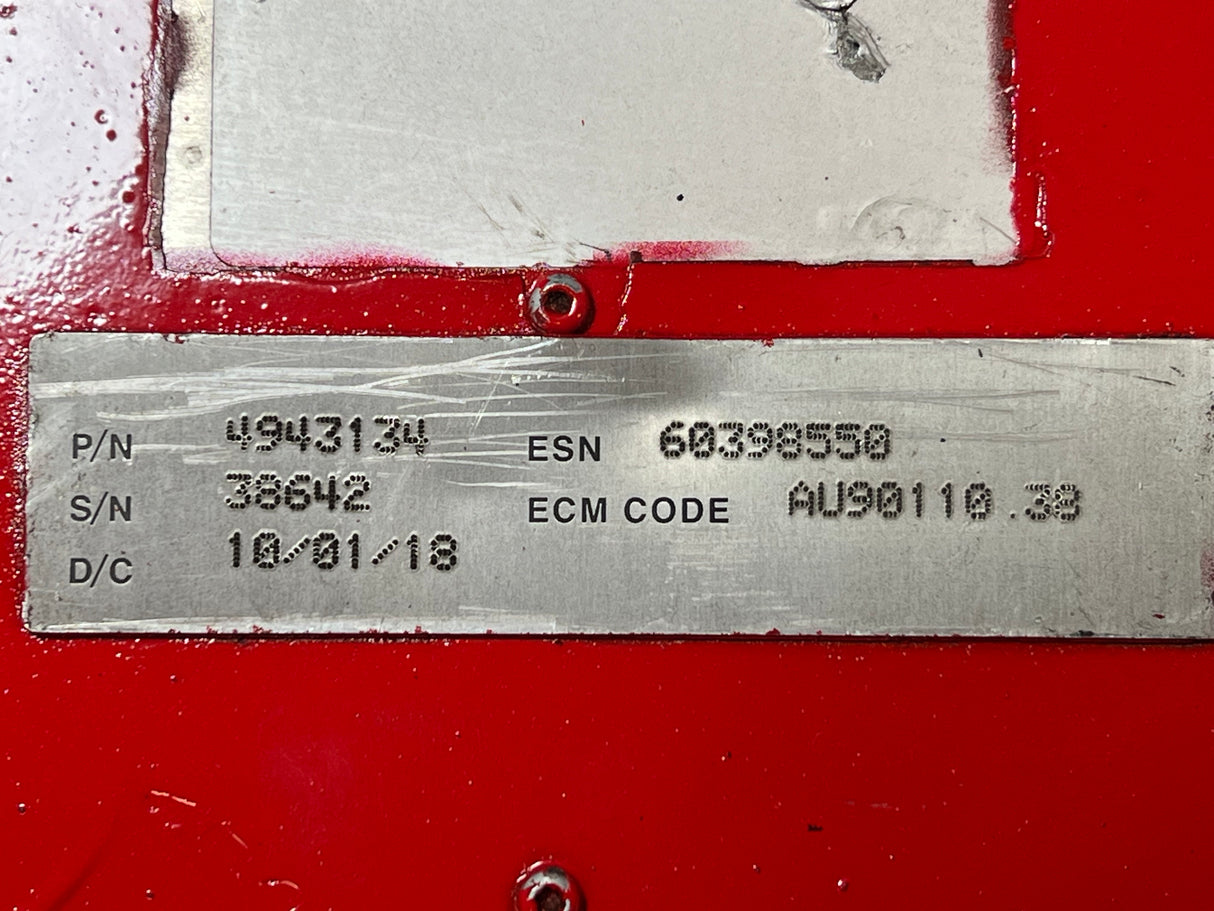 P/N 4943134 ESN 60398550
S/N 38642 ECM CODE AU90110.38
D/C 10/01/18